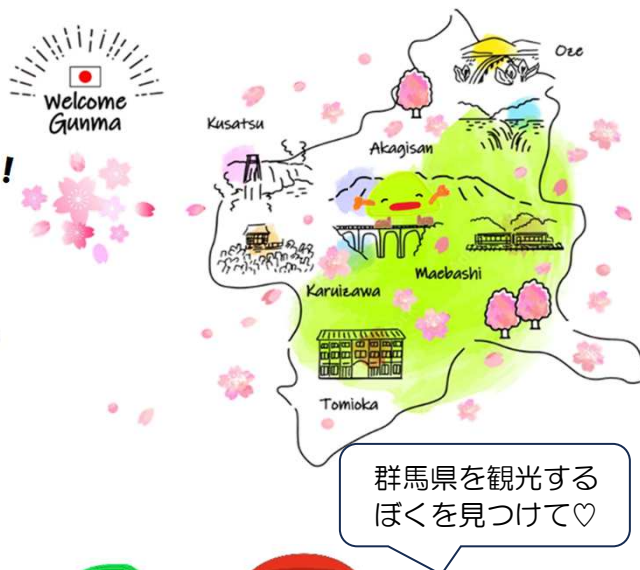 Welcome
Gunma
!
Oze
Kusatsu
Akagisan
Maebashi
Karuizawa
Tomioka
群馬県を観光する
ぼくを見つけて♡